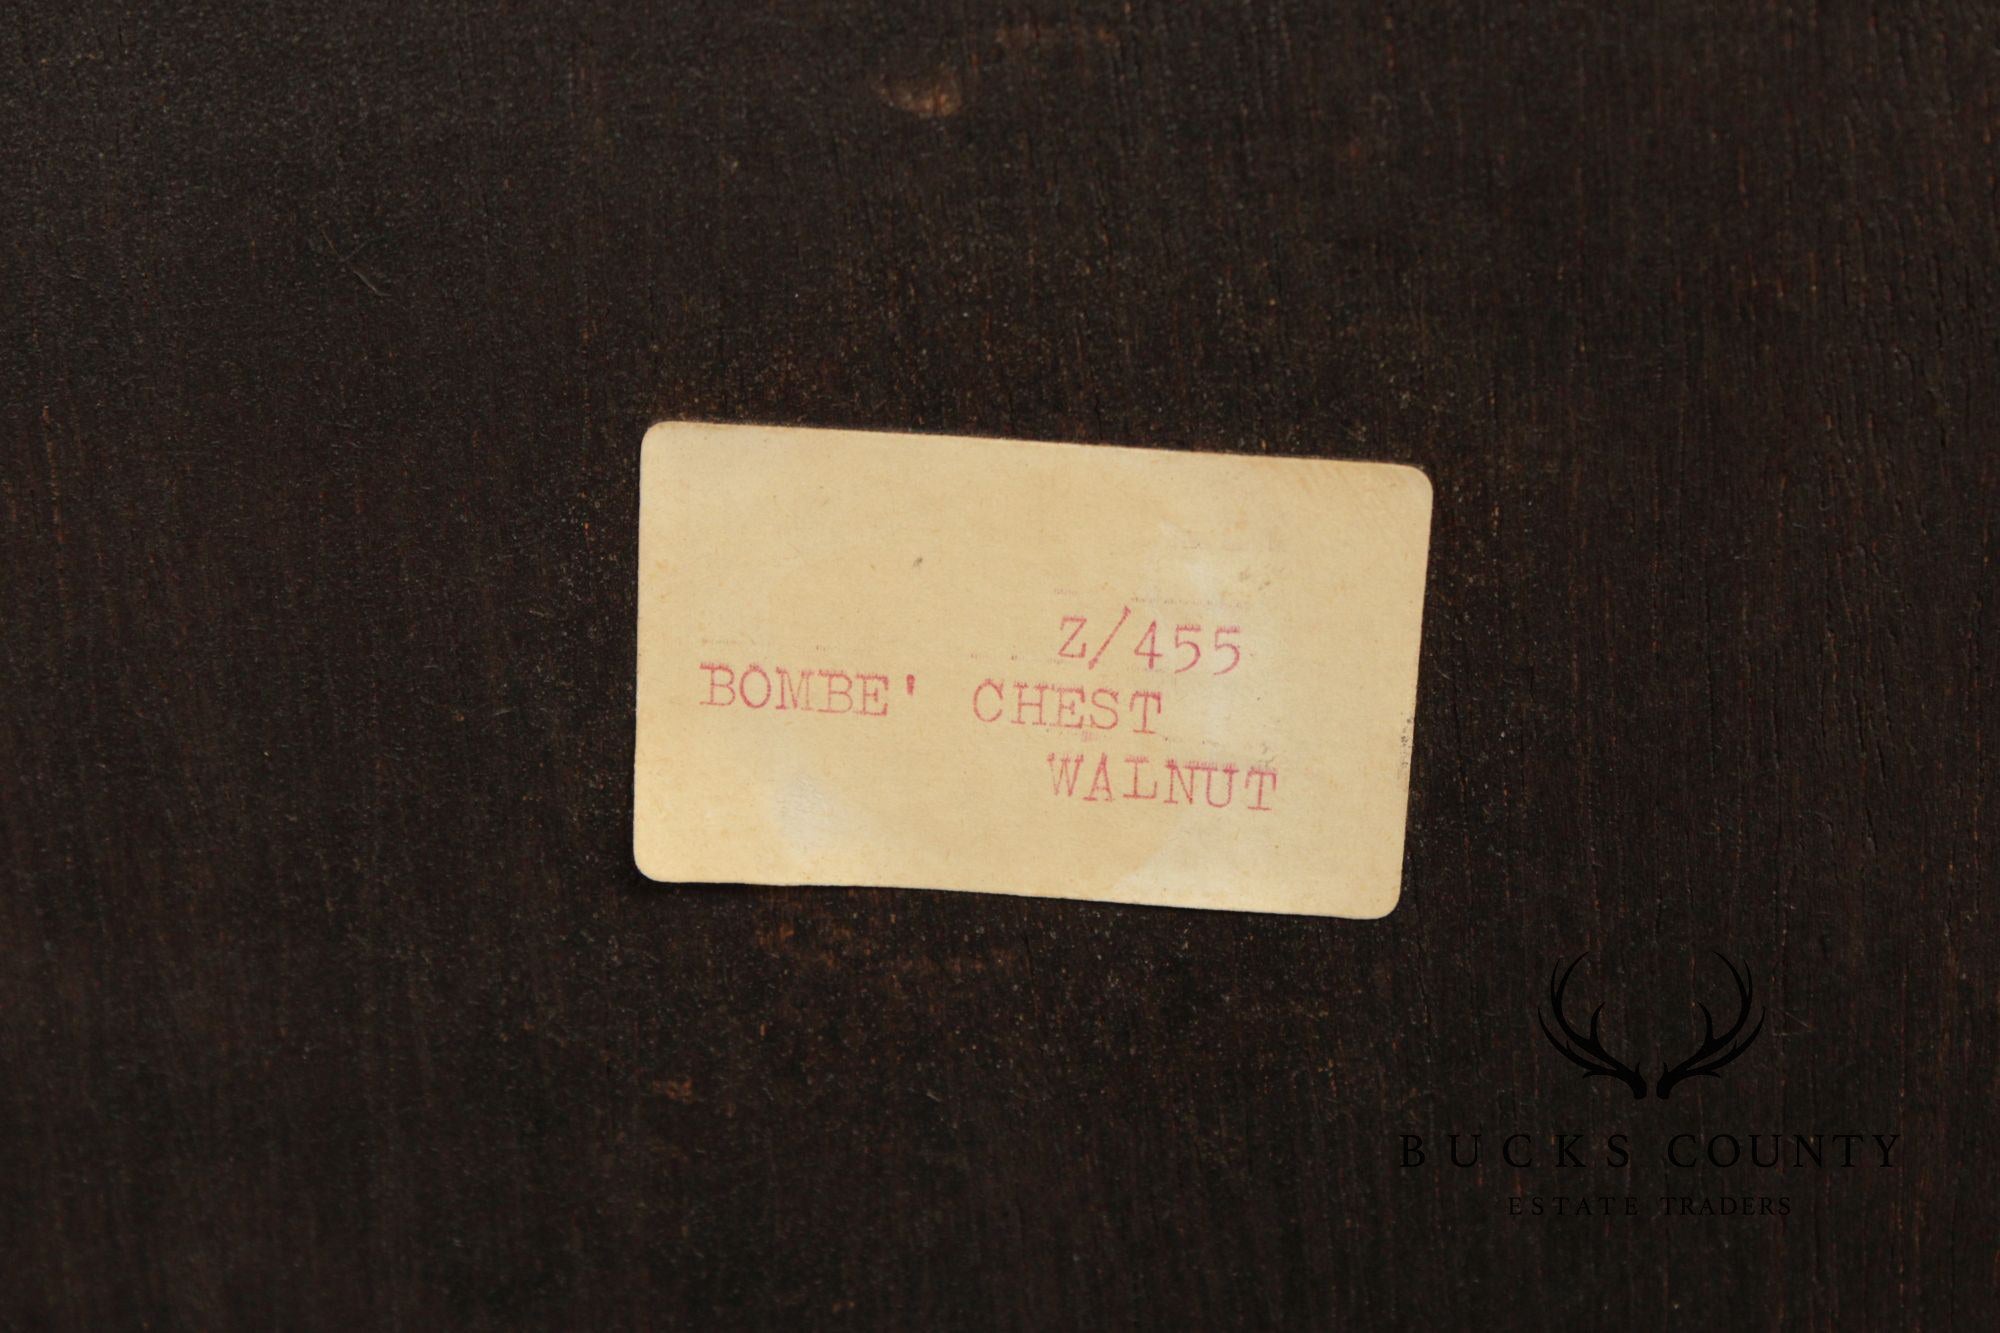 Z/455
BOMBE' CHEST
WALNUT
BUCKS COUNTY
ESTATE TRADERS